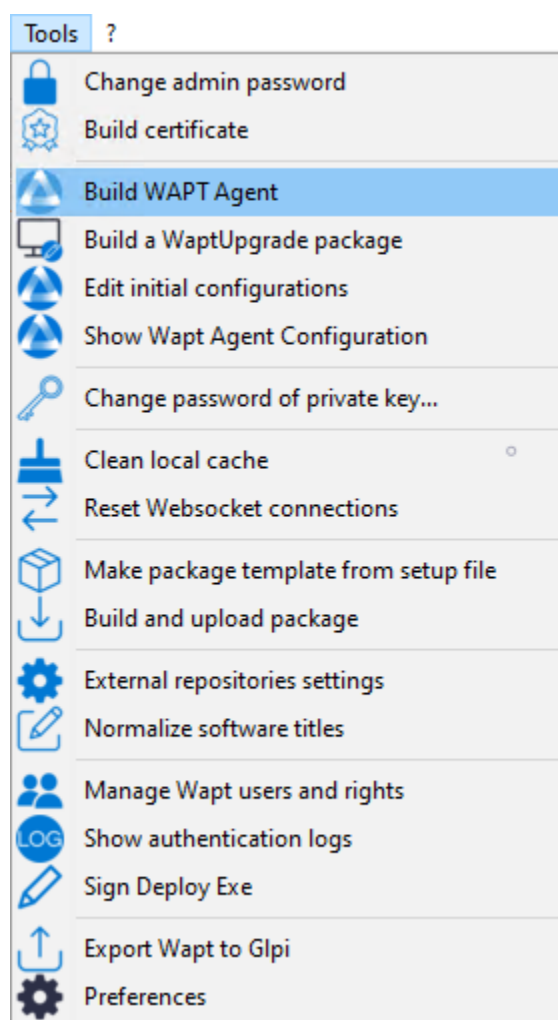 Tools ?
Change admin password
Build certificate
Build WAPT Agent
Build a WaptUpgrade package
Edit initial configurations
Show Wapt Agent Configuration
Change password of private key...
Clean local cache
Reset Websocket connections
Make package template from setup file
Build and upload package
External repositories settings
Normalize software titles
Manage Wapt users and rights
LOG Show authentication logs
Sign Deploy Exe
Export Wapt to Glpi
Preferences